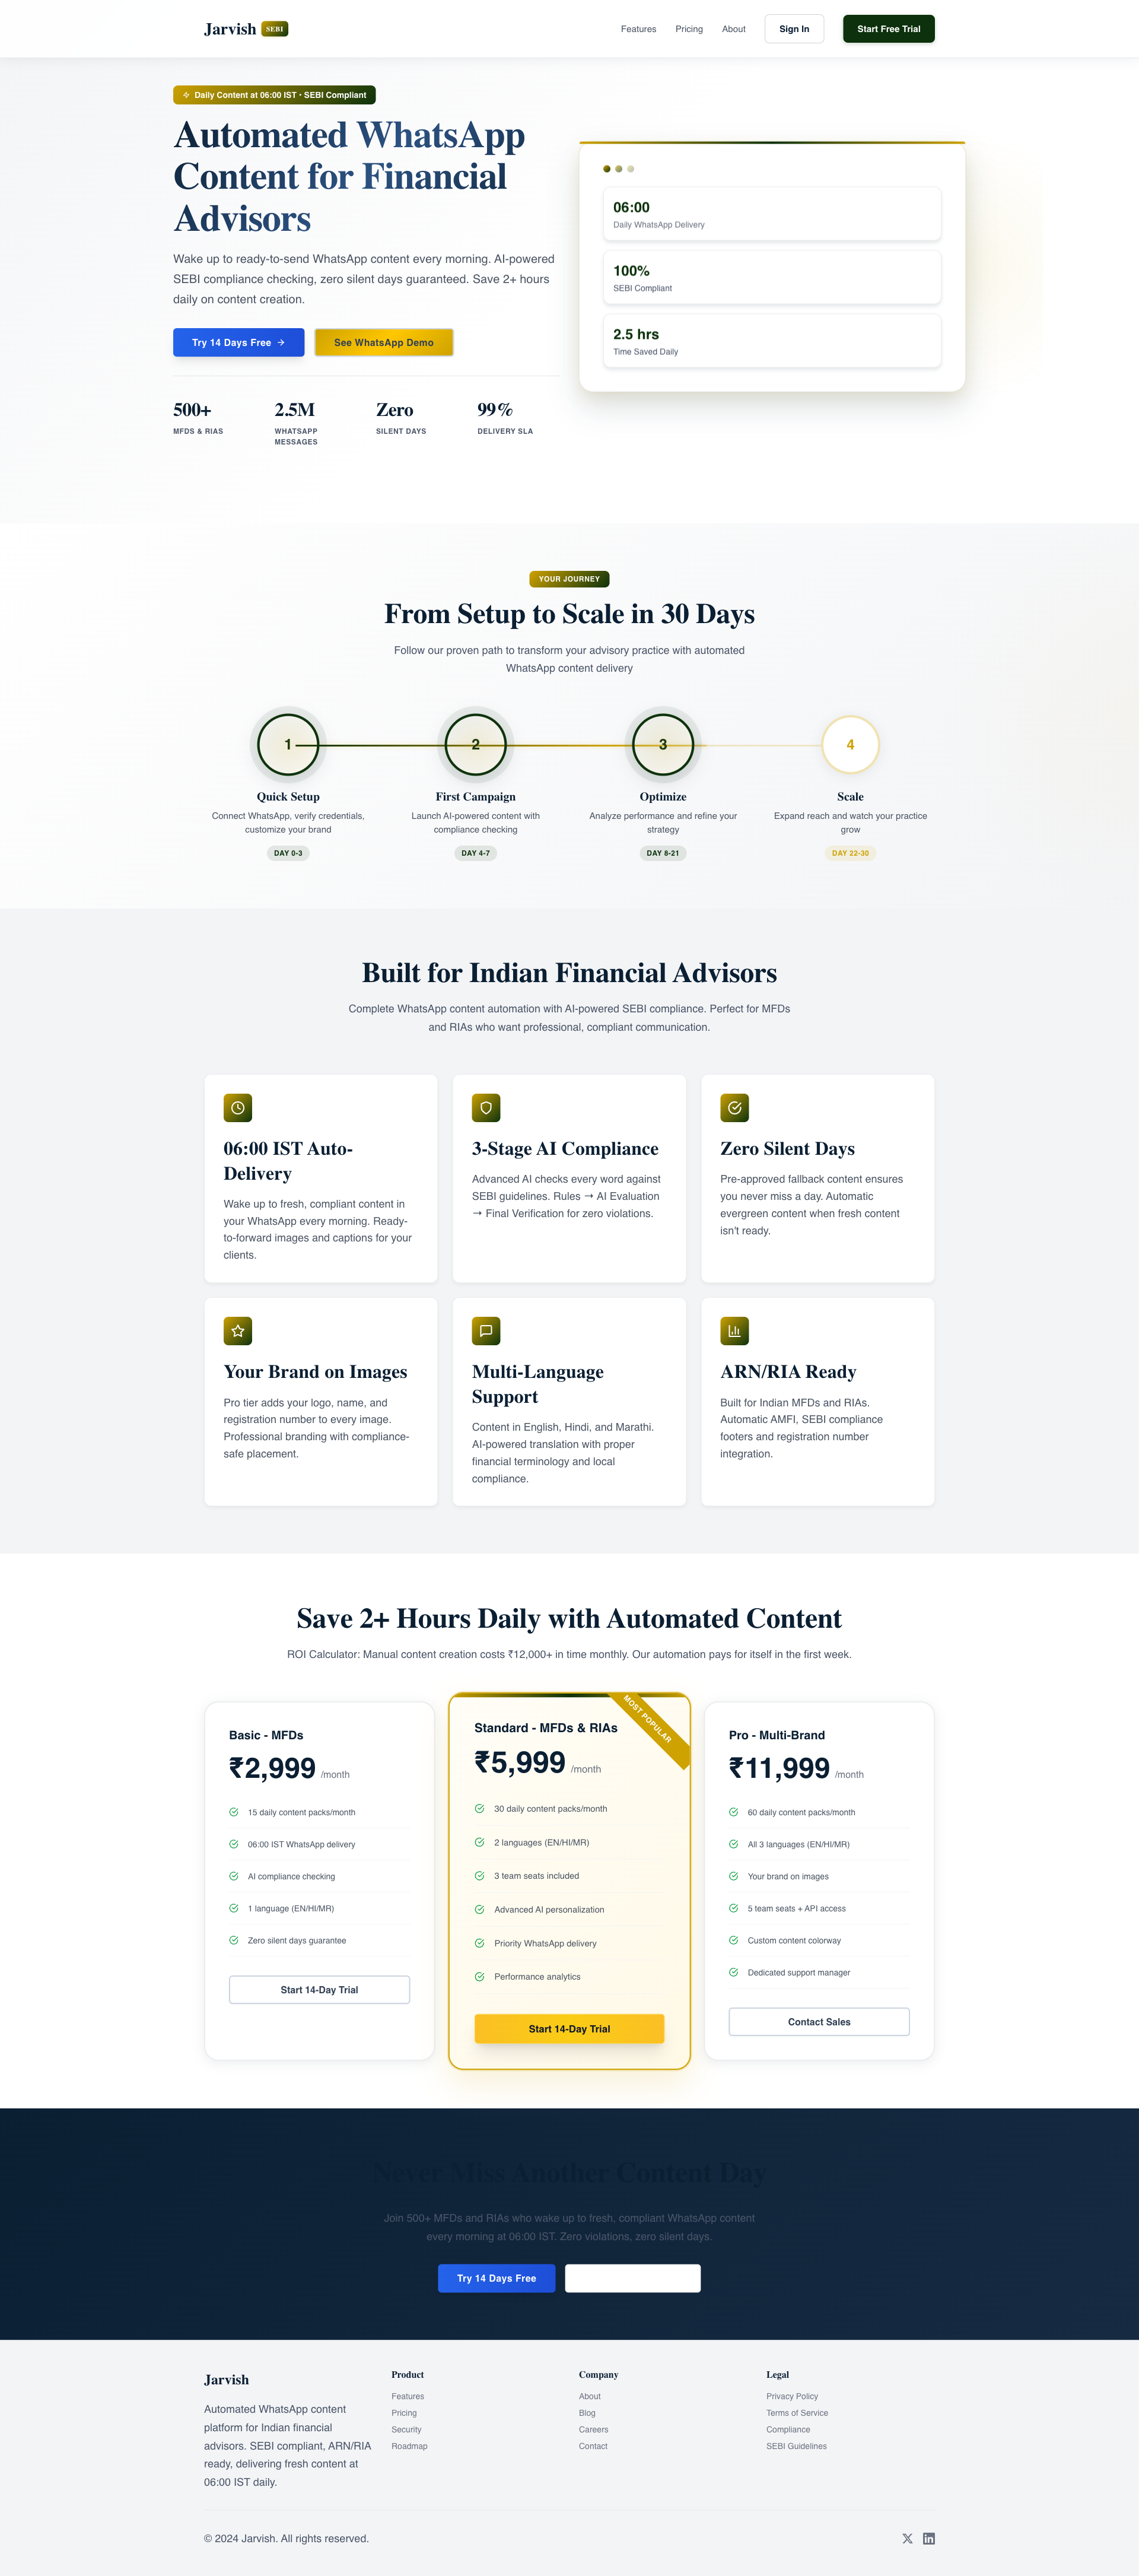 Jarvish SEBI
Features
Pricing
About
Sign In
Start Free Trial
Daily Content at 06:00 IST • SEBI Compliant
Automated WhatsApp
Content for Financial
Advisors
Wake up to ready-to-send WhatsApp content every morning. AI-powered
SEBI compliance checking, zero silent days guaranteed. Save 2+ hours
daily on content creation.
Try 14 Days Free →
See WhatsApp Demo
500+
MFDS & RIAS
2.5M
WHATSAPP
MESSAGES
Zero
SILENT DAYS
99%
DELIVERY SLA
06:00
Daily WhatsApp Delivery
100%
SEBI Compliant
2.5 hrs
Time Saved Daily
YOUR JOURNEY
From Setup to Scale in 30 Days
Follow our proven path to transform your advisory practice with automated
WhatsApp content delivery
1
Quick Setup
Connect WhatsApp, verify credentials,
customize your brand
DAY 0-3
2
First Campaign
Launch AI-powered content with
compliance checking
DAY 4-7
3
Optimize
Analyze performance and refine your
strategy
DAY 8-21
4
Scale
Expand reach and watch your practice
grow
DAY 22-30
Built for Indian Financial Advisors
Complete WhatsApp content automation with AI-powered SEBI compliance. Perfect for MFDs
and RIAs who want professional, compliant communication.
06:00 IST Auto-
Delivery
Wake up to fresh, compliant content in
your WhatsApp every morning. Ready-
to-forward images and captions for your
clients.
3-Stage AI Compliance
Advanced AI checks every word against
SEBI guidelines. Rules → AI Evaluation
→ Final Verification for zero violations.
Zero Silent Days
Pre-approved fallback content ensures
you never miss a day. Automatic
evergreen content when fresh content
isn't ready.
Your Brand on Images
Pro tier adds your logo, name, and
registration number to every image.
Professional branding with compliance-
safe placement.
Multi-Language
Support
Content in English, Hindi, and Marathi.
AI-powered translation with proper
financial terminology and local
compliance.
ARN/RIA Ready
Built for Indian MFDs and RIAs.
Automatic AMFI, SEBI compliance
footers and registration number
integration.
Save 2+ Hours Daily with Automated Content
ROI Calculator: Manual content creation costs ₹12,000+ in time monthly. Our automation pays for itself in the first week.
Basic - MFDs
₹2,999 /month
15 daily content packs/month
06:00 IST WhatsApp delivery
AI compliance checking
1 language (EN/HI/MR)
Zero silent days guarantee
Start 14-Day Trial
MOST POPULAR
Standard - MFDs & RIAs
₹5,999 /month
30 daily content packs/month
2 languages (EN/HI/MR)
3 team seats included
Advanced AI personalization
Priority WhatsApp delivery
Performance analytics
Start 14-Day Trial
Pro - Multi-Brand
₹11,999 /month
60 daily content packs/month
All 3 languages (EN/HI/MR)
Your brand on images
5 team seats + API access
Custom content colorway
Dedicated support manager
Contact Sales
Never Miss Another Content Day
Join 500+ MFDs and RIAs who wake up to fresh, compliant WhatsApp content
every morning at 06:00 IST. Zero violations, zero silent days.
Try 14 Days Free
Jarvish
Automated WhatsApp content
platform for Indian financial
advisors. SEBI compliant, ARN/RIA
ready, delivering fresh content at
06:00 IST daily.
Product
Features
Pricing
Security
Roadmap
Company
About
Blog
Careers
Contact
Legal
Privacy Policy
Terms of Service
Compliance
SEBI Guidelines
© 2024 Jarvish. All rights reserved.